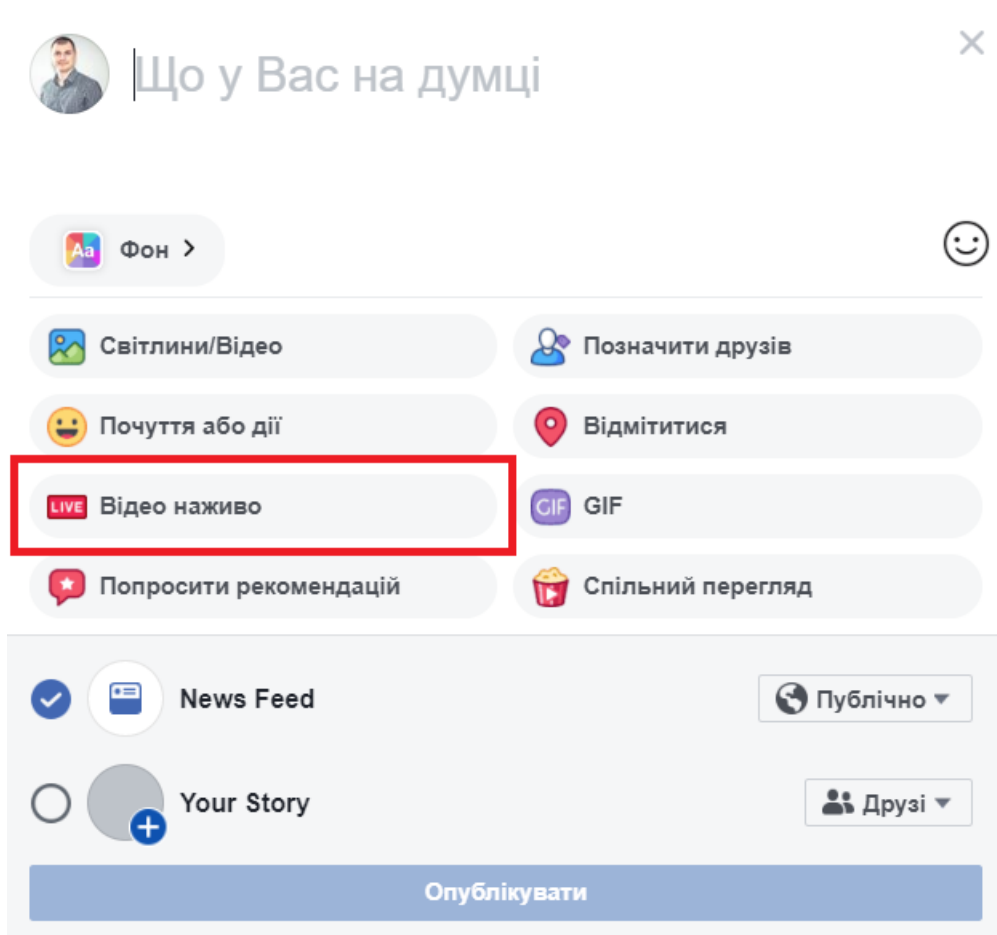 Що у Вас на думці
Aa Фон
Світлини/Відео
Позначити друзів
Почуття або дії
Відмітитися
LIVE Відео наживо
GIF GIF
Попросити рекомендацій
Спільний перегляд
News Feed
Публічно
Your Story
Друзі
Опублікувати